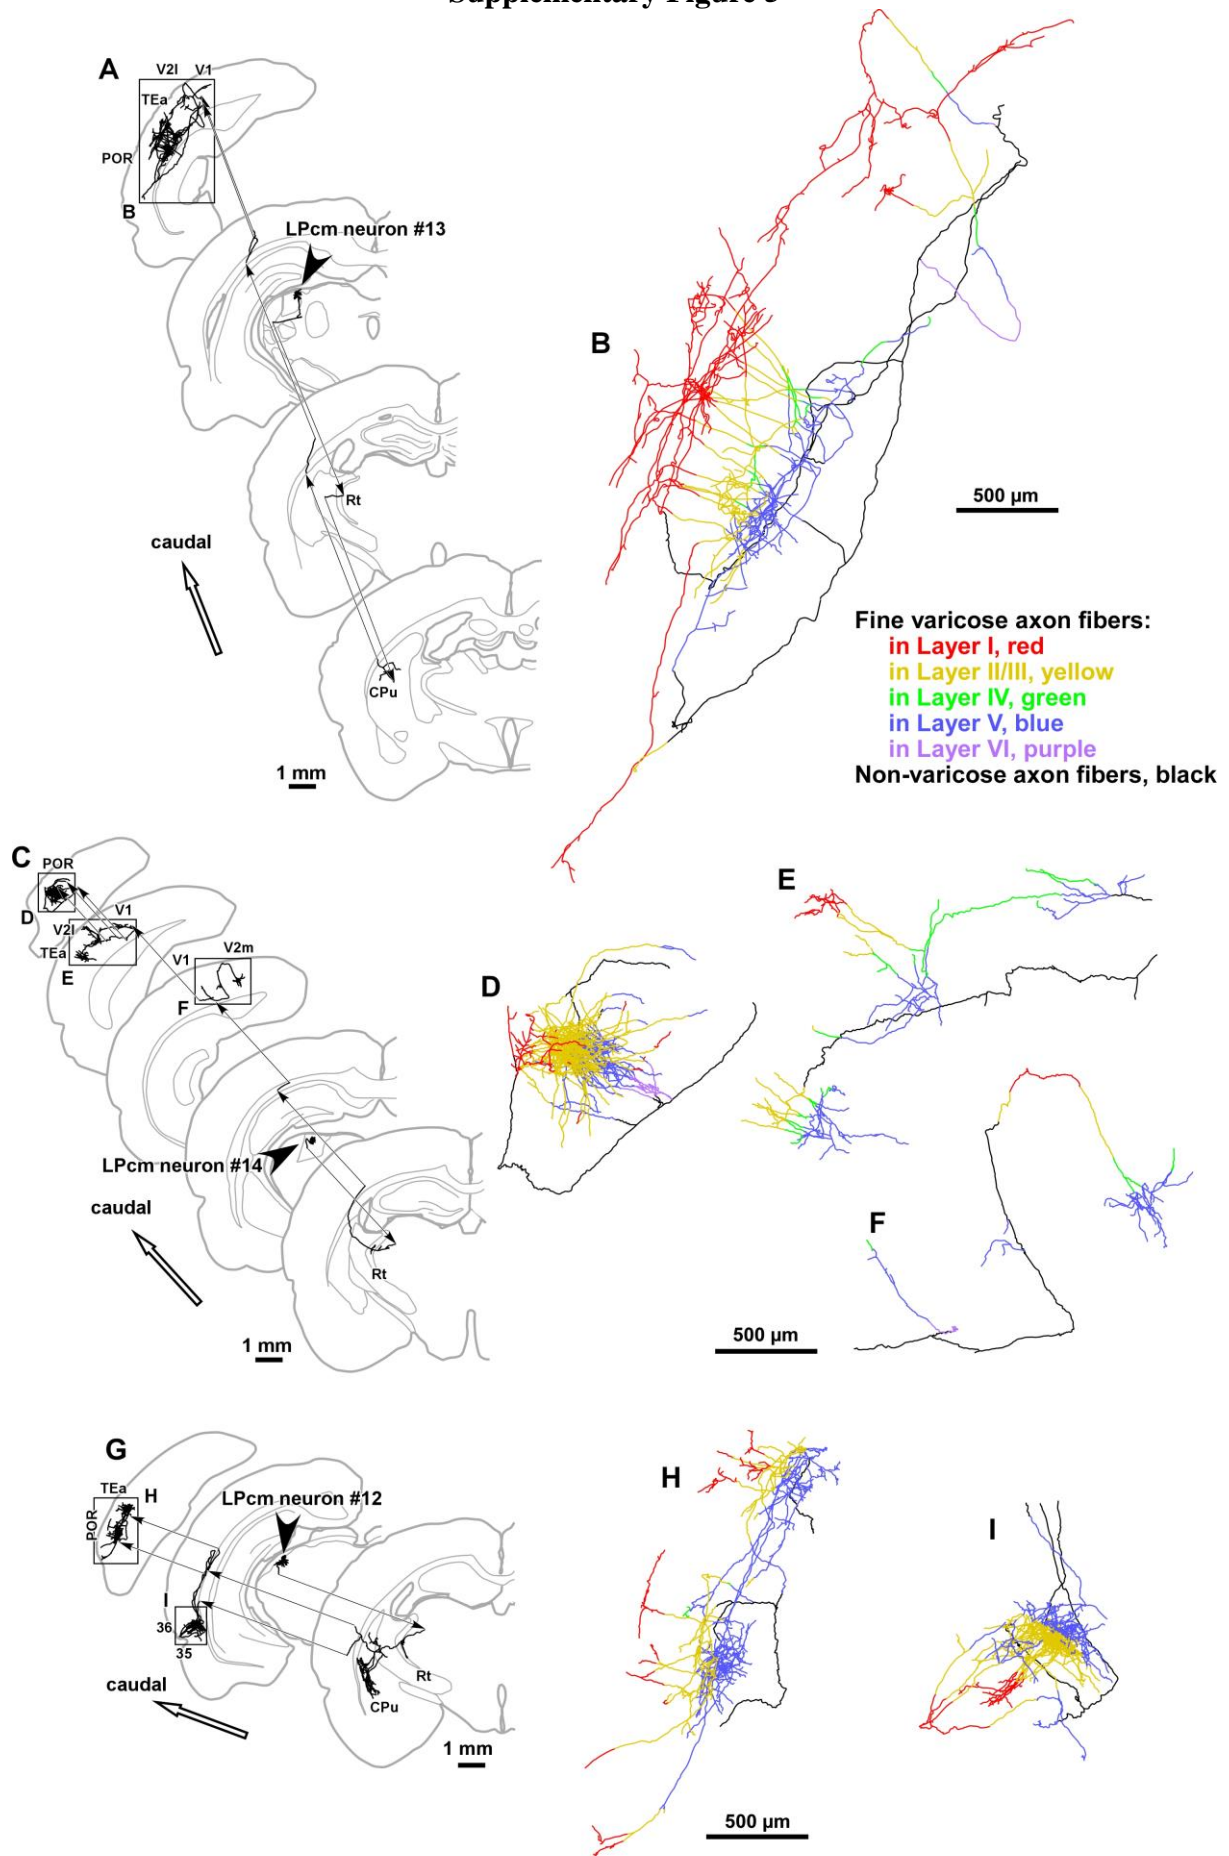 Supplementary Figure 3
A
V2l V1
TEa
POR
B
LPcm neuron #13
Rt
caudal
CPu
1 mm
B
500 µm
Fine varicose axon fibers:
in Layer I, red
in Layer II/III, yellow
in Layer IV, green
in Layer V, blue
in Layer VI, purple
Non-varicose axon fibers, black
C
POR
D
V1
V2l
TEa
E
V1
V2m
F
LPcm neuron #14
caudal
Rt
1 mm
D
E
F
500 µm
G
TEa
H
POR
LPcm neuron #12
I
36
35
Rt
caudal
CPu
1 mm
H
I
500 µm